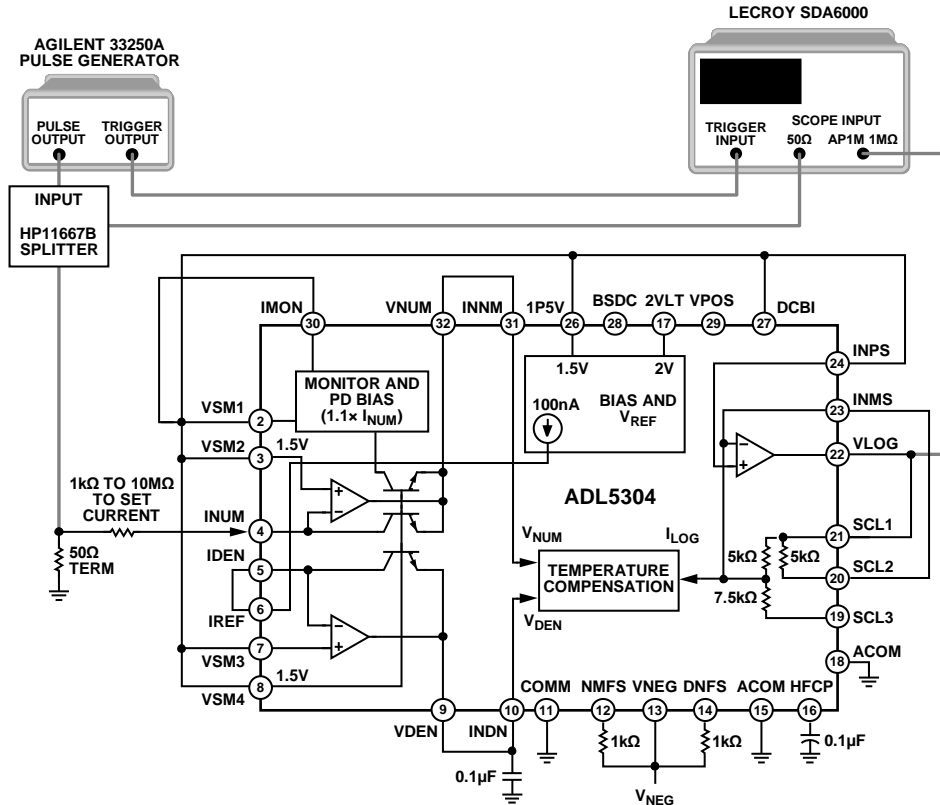 LECROY SDA6000
AGILENT 33250A
PULSE GENERATOR
PULSE OUTPUT
TRIGGER OUTPUT
TRIGGER INPUT
SCOPE INPUT
50Ω
AP1M 1MΩ
INPUT
HP11667B
SPLITTER
IMON
VNUM
INNM
1P5V
BSDC
2VLT
VPOS
DCBI
30
32
31
26
28
17
29
27
24
INPS
1.5V
2V
MONITOR AND
PD BIAS
(1.1× INUM)
100nA
BIAS AND
VREF
VSM1
2
VSM2
3
1.5V
23
INMS
22
VLOG
1kΩ TO 10MΩ
TO SET
CURRENT
INUM
4
ADL5304
50Ω
TERM
IDEN
5
6
IREF
VNUM
ILOG
TEMPERATURE
COMPENSATION
VDEN
21
SCL1
5kΩ
5kΩ
20
SCL2
7.5kΩ
19
SCL3
VSM3
7
8
1.5V
VSM4
18
ACOM
9
VDEN
10
INDN
COMM
11
NMFS
12
VNEG
13
DNFS
14
ACOM
15
HFCP
16
1kΩ
1kΩ
0.1µF
0.1µF
VNEG